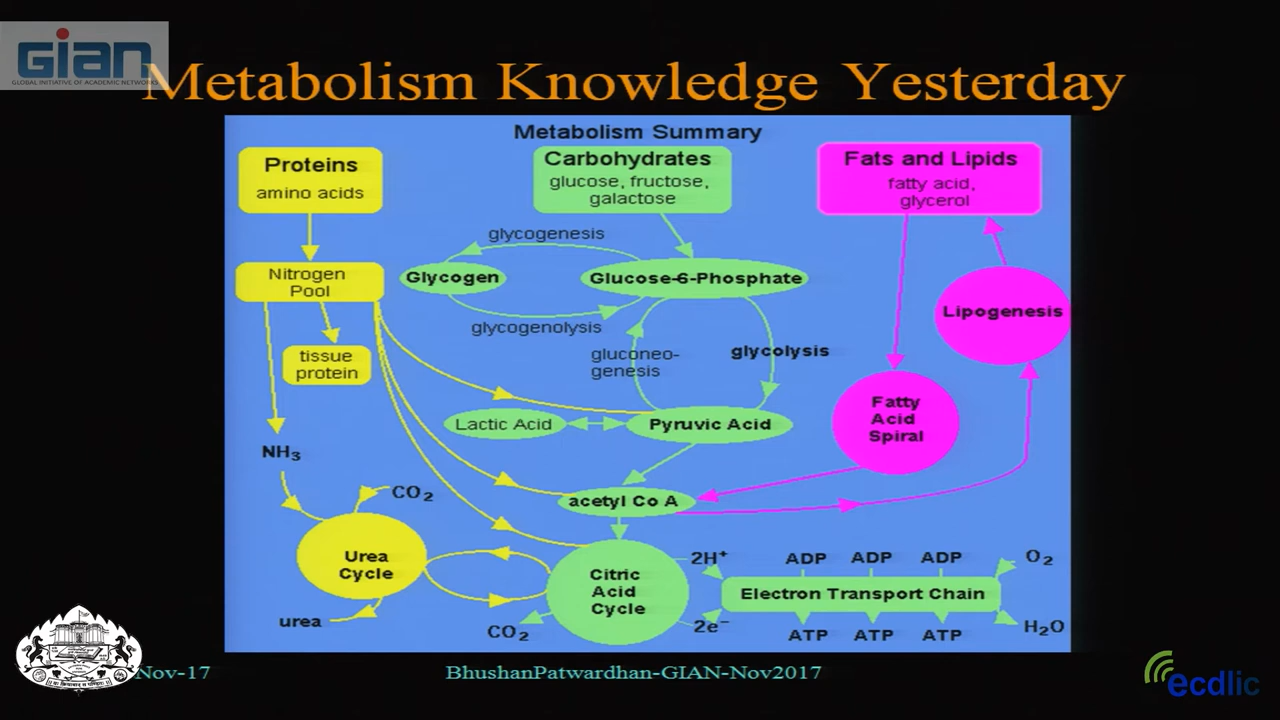 GIAN
GLOBAL INITIATIVE OF ACADEMIC NETWORKS
Metabolism Knowledge Yesterday
Metabolism Summary
Proteins
amino acids
Carbohydrates
glucose, fructose,
galactose
Fats and Lipids
fatty acid,
glycerol
glycogenesis
Nitrogen
Pool
Glycogen
Glucose-6-Phosphate
Lipogenesis
glycogenolysis
tissue
protein
gluconeo-
genesis
glycolysis
Fatty
Acid
Spiral
Lactic Acid
Pyruvic Acid
NH₃
CO₂
acetyl Co A
Urea
Cycle
Citric
Acid
Cycle
2H⁺
ADP
ADP
ADP
O₂
Electron Transport Chain
urea
CO₂
2e⁻
ATP
ATP
ATP
H₂O
Nov-17
BhushanPatwardhan-GIAN-Nov2017
ecdlic